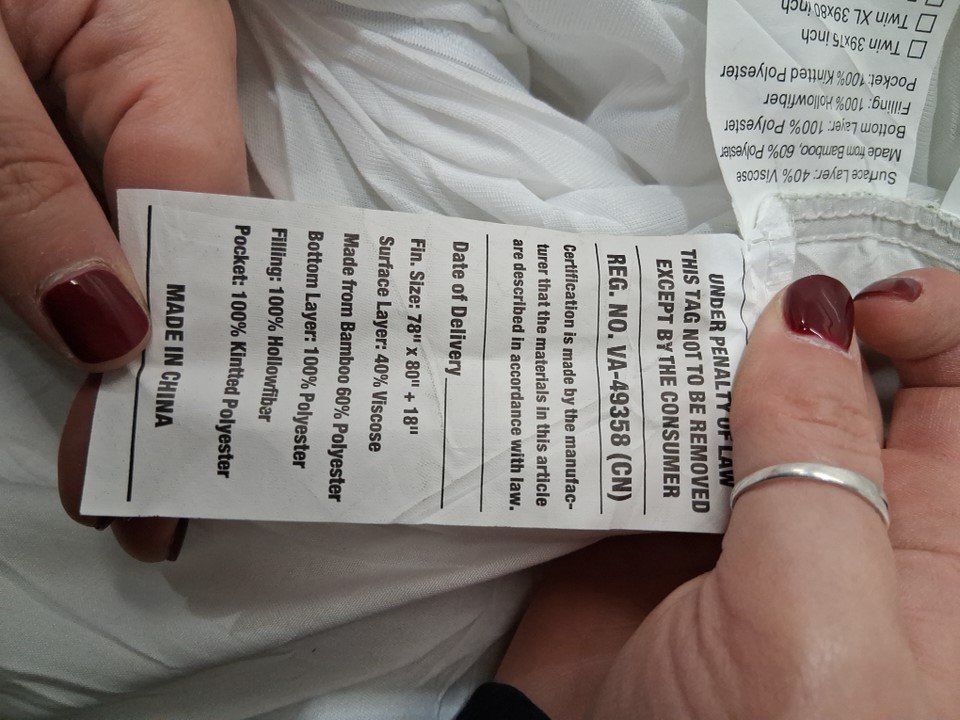 UNDER PENALTY OF LAW
THIS TAG NOT TO BE REMOVED
EXCEPT BY THE CONSUMER
REG. NO. VA-49358 (CN)
Certification is made by the manufac-
turer that the materials in this article
are described in accordance with law.
Date of Delivery
Fin. Size: 78" x 80" + 18"
Surface Layer: 40% Viscose
Made from Bamboo 60% Polyester
Bottom Layer: 100% Polyester
Filling: 100% Hollowfiber
Pocket: 100% Kintted Polyester
MADE IN CHINA
Surface Layer: 40% Viscose
Made from Bamboo, 60% Polyester
Bottom Layer: 100% Polyester
Filling: 100% Hollowfiber
Pocket: 100% Kintted Polyester
Twin 39x75 inch
Twin XL 39x80 inch